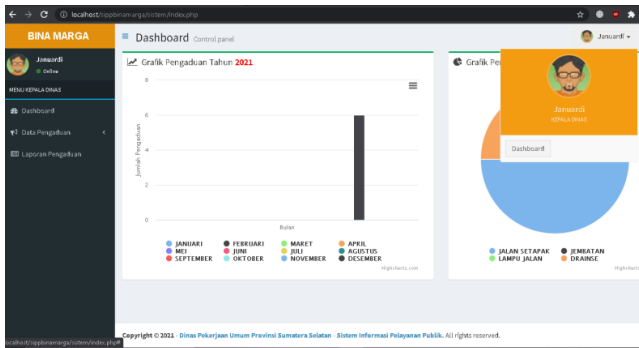 localhost/sippbinamarga/sistem/index.php
BINA MARGA
Dashboard Control panel
Januardi
Januardi
Online
MENU KEPALA DINAS
Dashboard
Data Pengaduan
Laporan Pengaduan
Grafik Pengaduan Tahun 2021
8
6
4
2
0
Jumlah Pengaduan
Bulan
JANUARI FEBRUARI MARET APRIL
MEI JUNI JULI AGUSTUS
SEPTEMBER OKTOBER NOVEMBER DESEMBER
Highcharts.com
Grafik Pe
Januardi
KEPALA DINAS
Dashboard
JALAN SETAPAK JEMBATAN
LAMPU JALAN DRAINSE
Highcharts
Copyright © 2021 - Dinas Pekerjaan Umum Provinsi Sumatera Selatan - Sistem Informasi Pelayanan Publik. All rights reserved.
localhost/sippbinamarga/sistem/index.php#